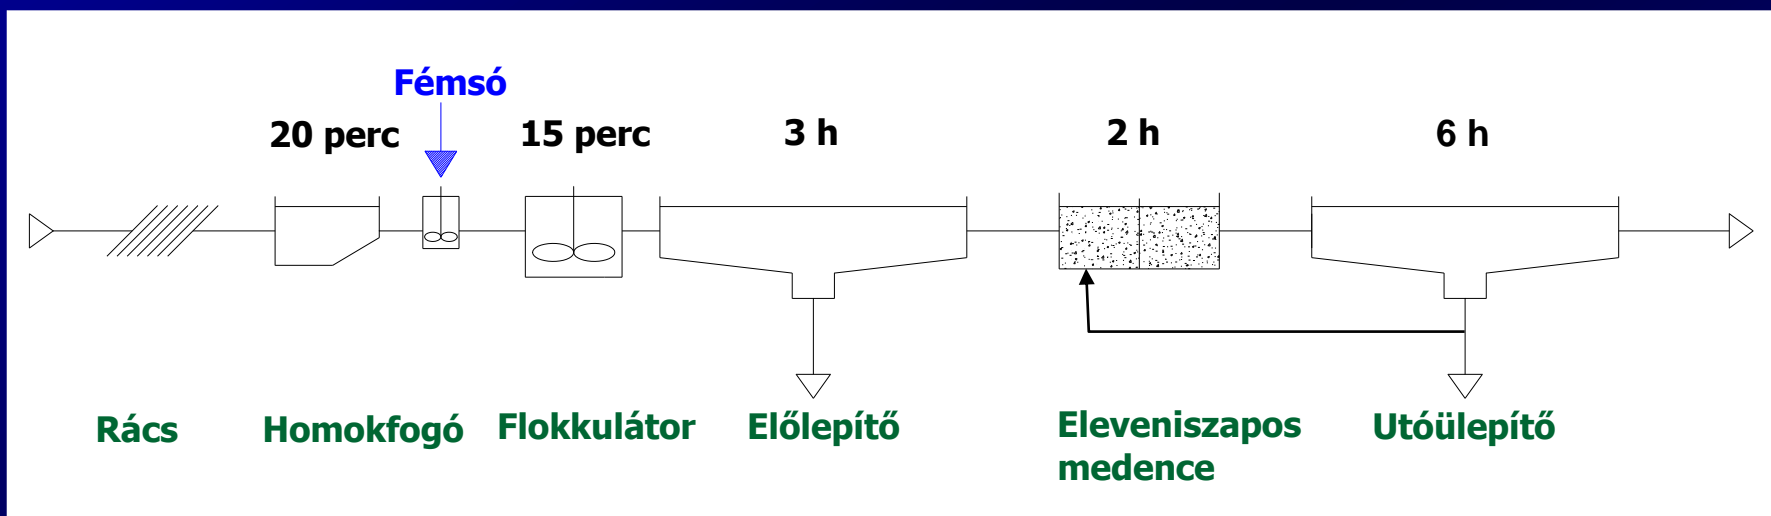 Fémsó
20 perc
15 perc
3 h
2 h
6 h
Rács
Homokfogó
Flokkulátor
Előlepítő
Eleveniszapos
medence
Utóülepítő